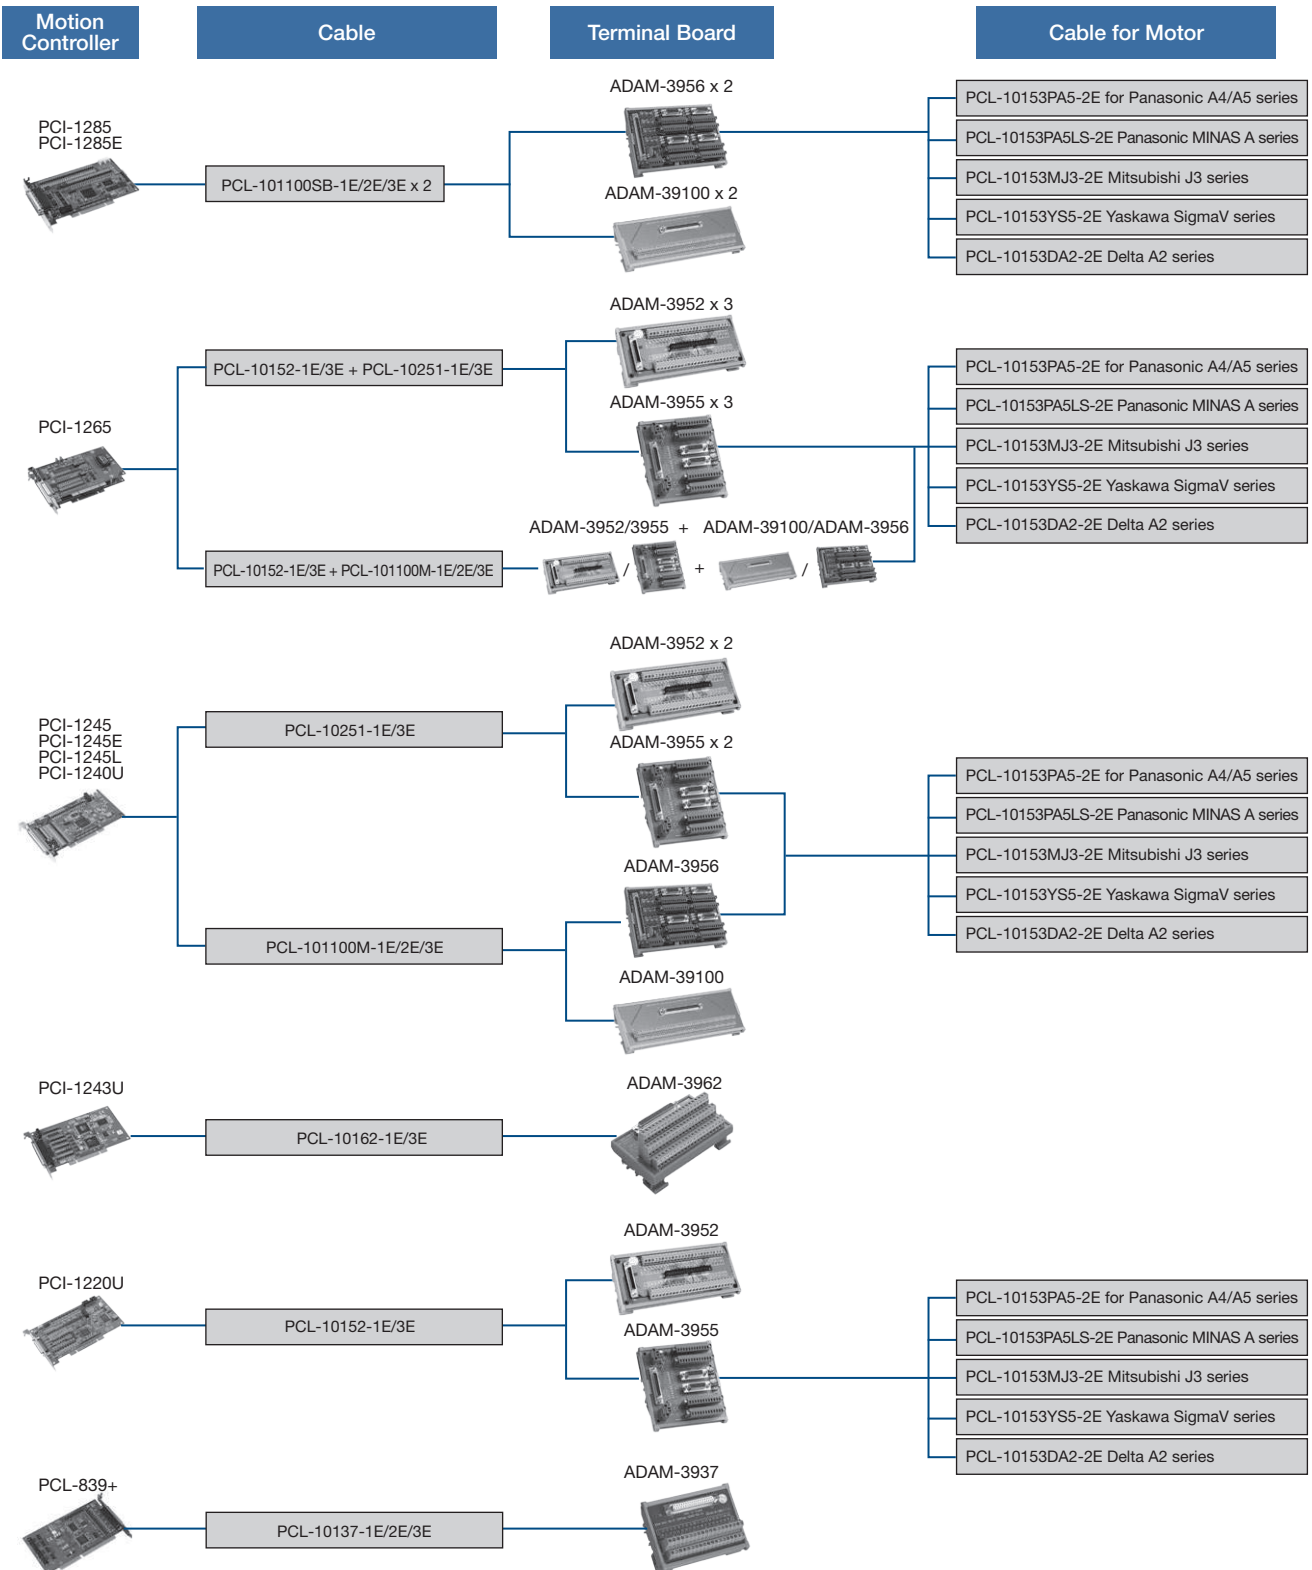 Motion
Controller
Cable
Terminal Board
Cable for Motor
PCI-1285
PCI-1285E
PCL-101100SB-1E/2E/3E x 2
ADAM-3956 x 2
ADAM-39100 x 2
PCL-10153PA5-2E for Panasonic A4/A5 series
PCL-10153PA5LS-2E Panasonic MINAS A series
PCL-10153MJ3-2E Mitsubishi J3 series
PCL-10153YS5-2E Yaskawa SigmaV series
PCL-10153DA2-2E Delta A2 series
PCI-1265
PCL-10152-1E/3E + PCL-10251-1E/3E
ADAM-3952 x 3
ADAM-3955 x 3
PCL-10152-1E/3E + PCL-101100M-1E/2E/3E
ADAM-3952/3955 + ADAM-39100/ADAM-3956
/ + /
PCL-10153PA5-2E for Panasonic A4/A5 series
PCL-10153PA5LS-2E Panasonic MINAS A series
PCL-10153MJ3-2E Mitsubishi J3 series
PCL-10153YS5-2E Yaskawa SigmaV series
PCL-10153DA2-2E Delta A2 series
PCI-1245
PCI-1245E
PCI-1245L
PCI-1240U
PCL-10251-1E/3E
ADAM-3952 x 2
ADAM-3955 x 2
PCL-101100M-1E/2E/3E
ADAM-3956
ADAM-39100
PCL-10153PA5-2E for Panasonic A4/A5 series
PCL-10153PA5LS-2E Panasonic MINAS A series
PCL-10153MJ3-2E Mitsubishi J3 series
PCL-10153YS5-2E Yaskawa SigmaV series
PCL-10153DA2-2E Delta A2 series
PCI-1243U
PCL-10162-1E/3E
ADAM-3962
PCI-1220U
PCL-10152-1E/3E
ADAM-3952
ADAM-3955
PCL-10153PA5-2E for Panasonic A4/A5 series
PCL-10153PA5LS-2E Panasonic MINAS A series
PCL-10153MJ3-2E Mitsubishi J3 series
PCL-10153YS5-2E Yaskawa SigmaV series
PCL-10153DA2-2E Delta A2 series
PCL-839+
PCL-10137-1E/2E/3E
ADAM-3937